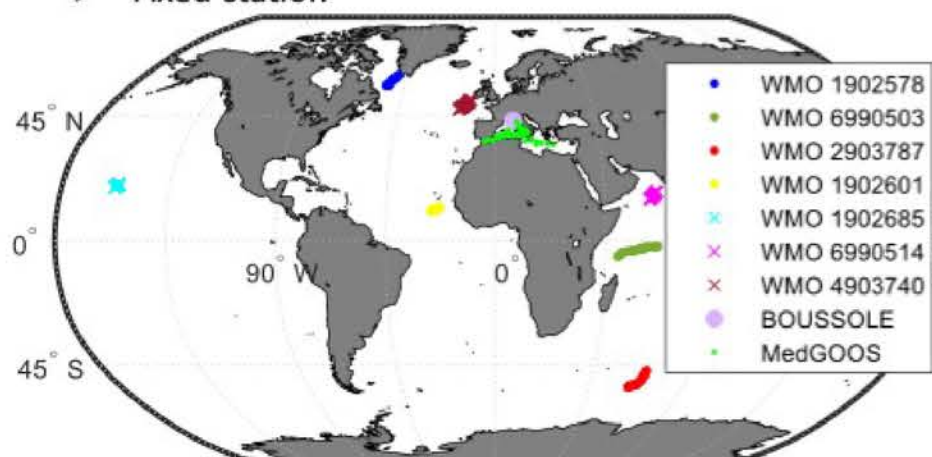 Fixed station
WMO 1902578
45° N
WMO 6990503
WMO 2903787
WMO 1902601
WMO 1902685
0°
90° W
0°
WMO 6990514
WMO 4903740
BOUSSOLE
MedGOOS
45° S